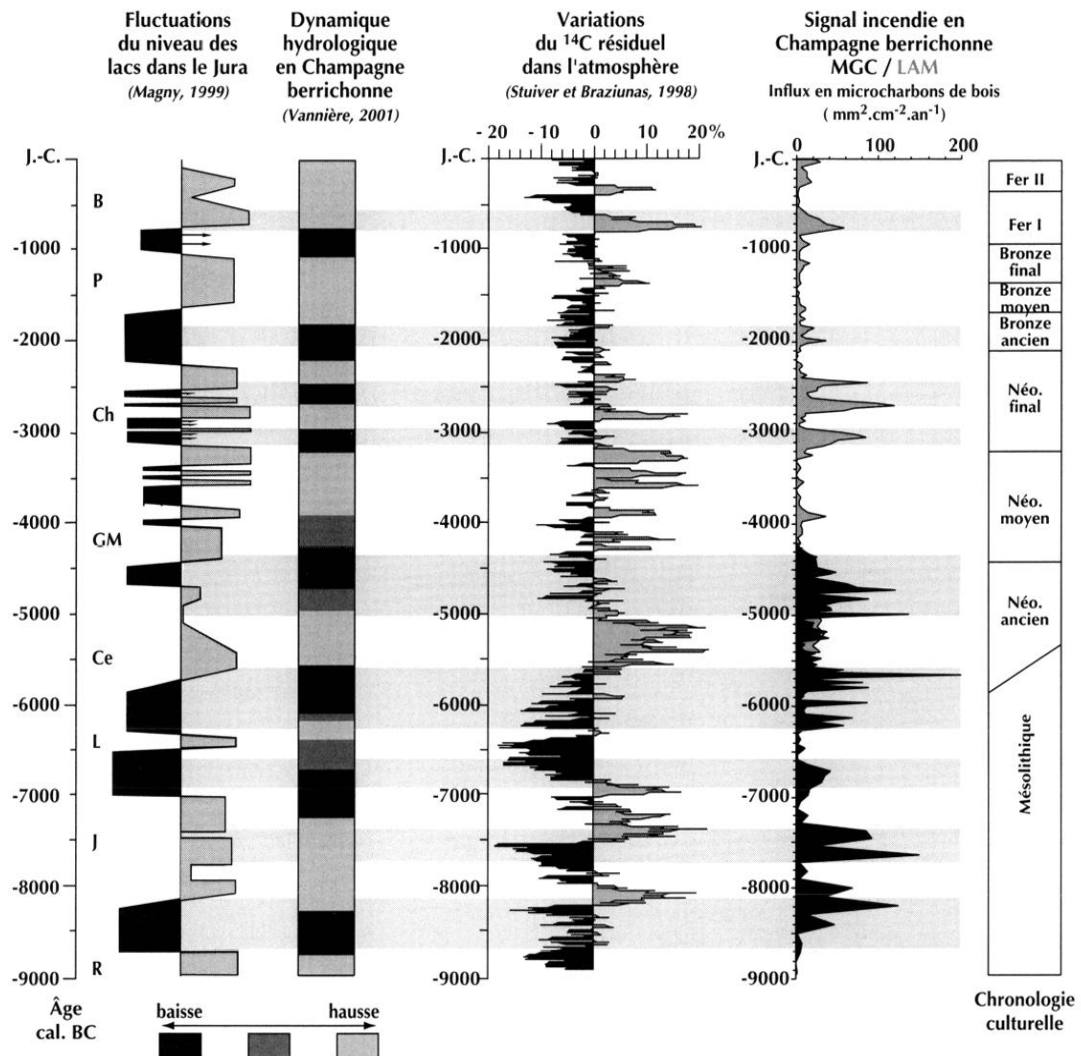 Fluctuations
du niveau des
lacs dans le Jura
(Magny, 1999)
Dynamique
hydrologique
en Champagne
berrichonne
(Vannière, 2001)
Variations
du ¹⁴C résiduel
dans l'atmosphère
(Stuiver et Braziunas, 1998)
Signal incendie en
Champagne berrichonne
MGC / LAM
Influx en microcharbons de bois
( mm².cm⁻².an⁻¹)
- 20 - 10 0 10 20%
0 100 200
J.-C.
B
-1000
P
-2000
Ch
-3000
-4000
GM
-5000
Ce
-6000
L
-7000
J
-8000
R
-9000
J.-C.
-1000
-2000
-3000
-4000
-5000
-6000
-7000
-8000
-9000
J.-C.
-1000
-2000
-3000
-4000
-5000
-6000
-7000
-8000
-9000
Fer II
Fer I
Bronze
final
Bronze
moyen
Bronze
ancien
Néo.
final
Néo.
moyen
Néo.
ancien
Mésolithique
Âge
cal. BC
baisse hausse
Chronologie
culturelle